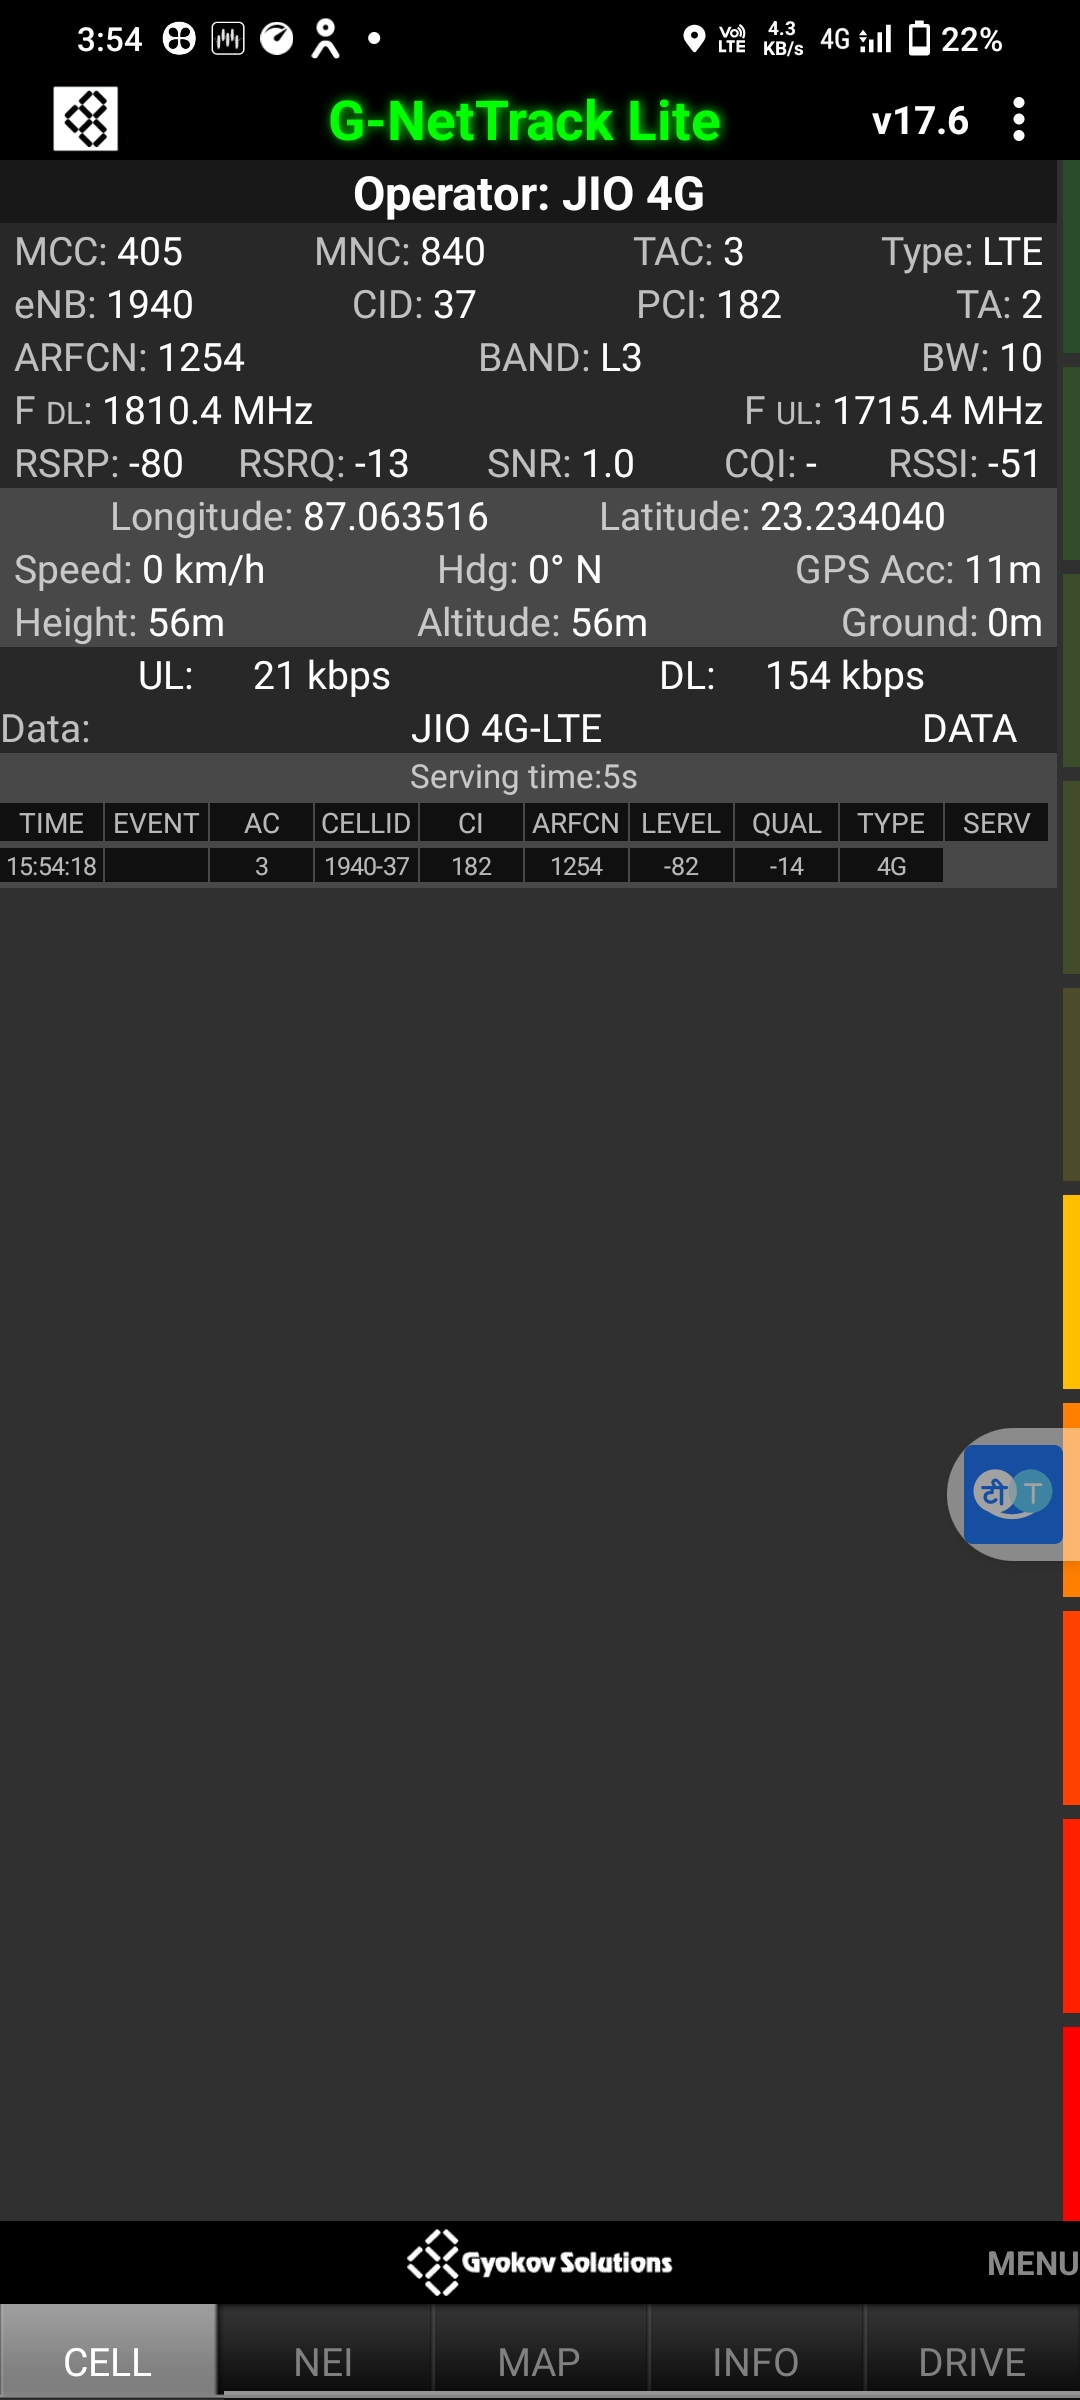 3:54 VoLTE 4.3 KB/s 4G 22%
G-NetTrack Lite v17.6
Operator: JIO 4G
MCC: 405 MNC: 840 TAC: 3 Type: LTE
eNB: 1940 CID: 37 PCI: 182 TA: 2
ARFCN: 1254 BAND: L3 BW: 10
F DL: 1810.4 MHz F UL: 1715.4 MHz
RSRP: -80 RSRQ: -13 SNR: 1.0 CQI: - RSSI: -51
Longitude: 87.063516 Latitude: 23.234040
Speed: 0 km/h Hdg: 0° N GPS Acc: 11m
Height: 56m Altitude: 56m Ground: 0m
UL: 21 kbps DL: 154 kbps
Data: JIO 4G-LTE DATA
Serving time:5s
TIME EVENT AC CELLID CI ARFCN LEVEL QUAL TYPE SERV
15:54:18 3 1940-37 182 1254 -82 -14 4G
टी T
Gyokov Solutions MENU
CELL NEI MAP INFO DRIVE